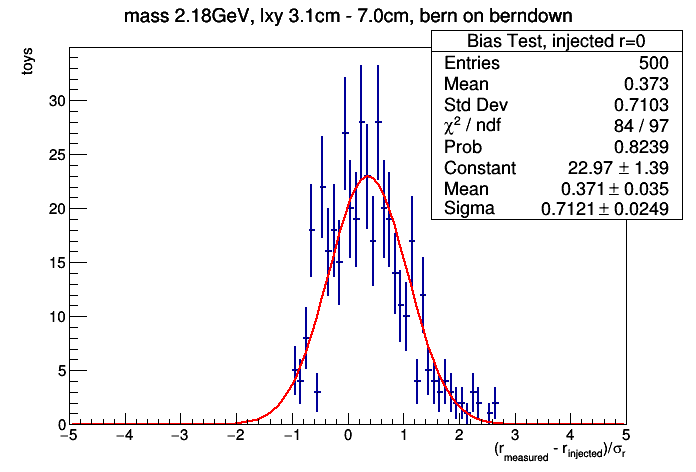 mass 2.18GeV, lxy 3.1cm - 7.0cm, bern on berndown
Bias Test, injected r=0
Entries 500
Mean 0.373
Std Dev 0.7103
χ² / ndf 84 / 97
Prob 0.8239
Constant 22.97 ± 1.39
Mean 0.371 ± 0.035
Sigma 0.7121 ± 0.0249
toys
30
25
20
15
10
5
0
−5 −4 −3 −2 −1 0 1 2 3 4 5
(r_measured - r_injected)/σ_r